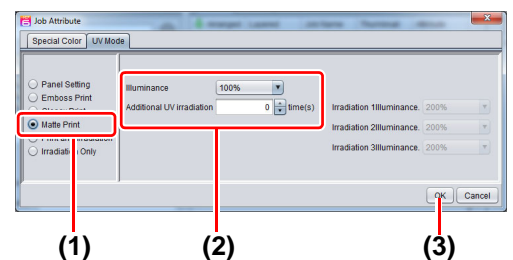 Job Attribute
Special Color UV Mode
Panel Setting
Emboss Print
Matte Print
Irradiation Only
Illuminance 100%
Additional UV irradiation 0 time(s)
Irradiation 1Illuminance. 200%
Irradiation 2Illuminance. 200%
Irradiation 3Illuminance. 200%
OK Cancel
(1) (2) (3)